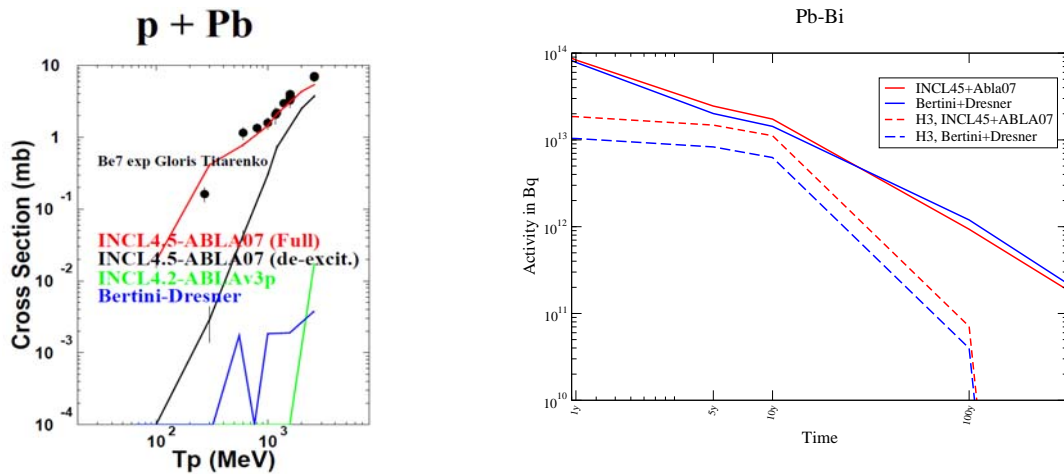 p + Pb
10
1
10^-1
10^-2
10^-3
10^-4
Cross Section (mb)
Be7 exp Gloris Titarenko
INCL4.5-ABLA07 (Full)
INCL4.5-ABLA07 (de-excit.)
INCL4.2-ABLAv3p
Bertini-Dresner
10^2
10^3
Tp (MeV)
Pb-Bi
10^14
10^13
10^12
10^11
10^10
Activity in Bq
INCL45+Abla07
Bertini+Dresner
H3, INCL45+ABLA07
H3, Bertini+Dresner
1y
5y
10y
100y
Time